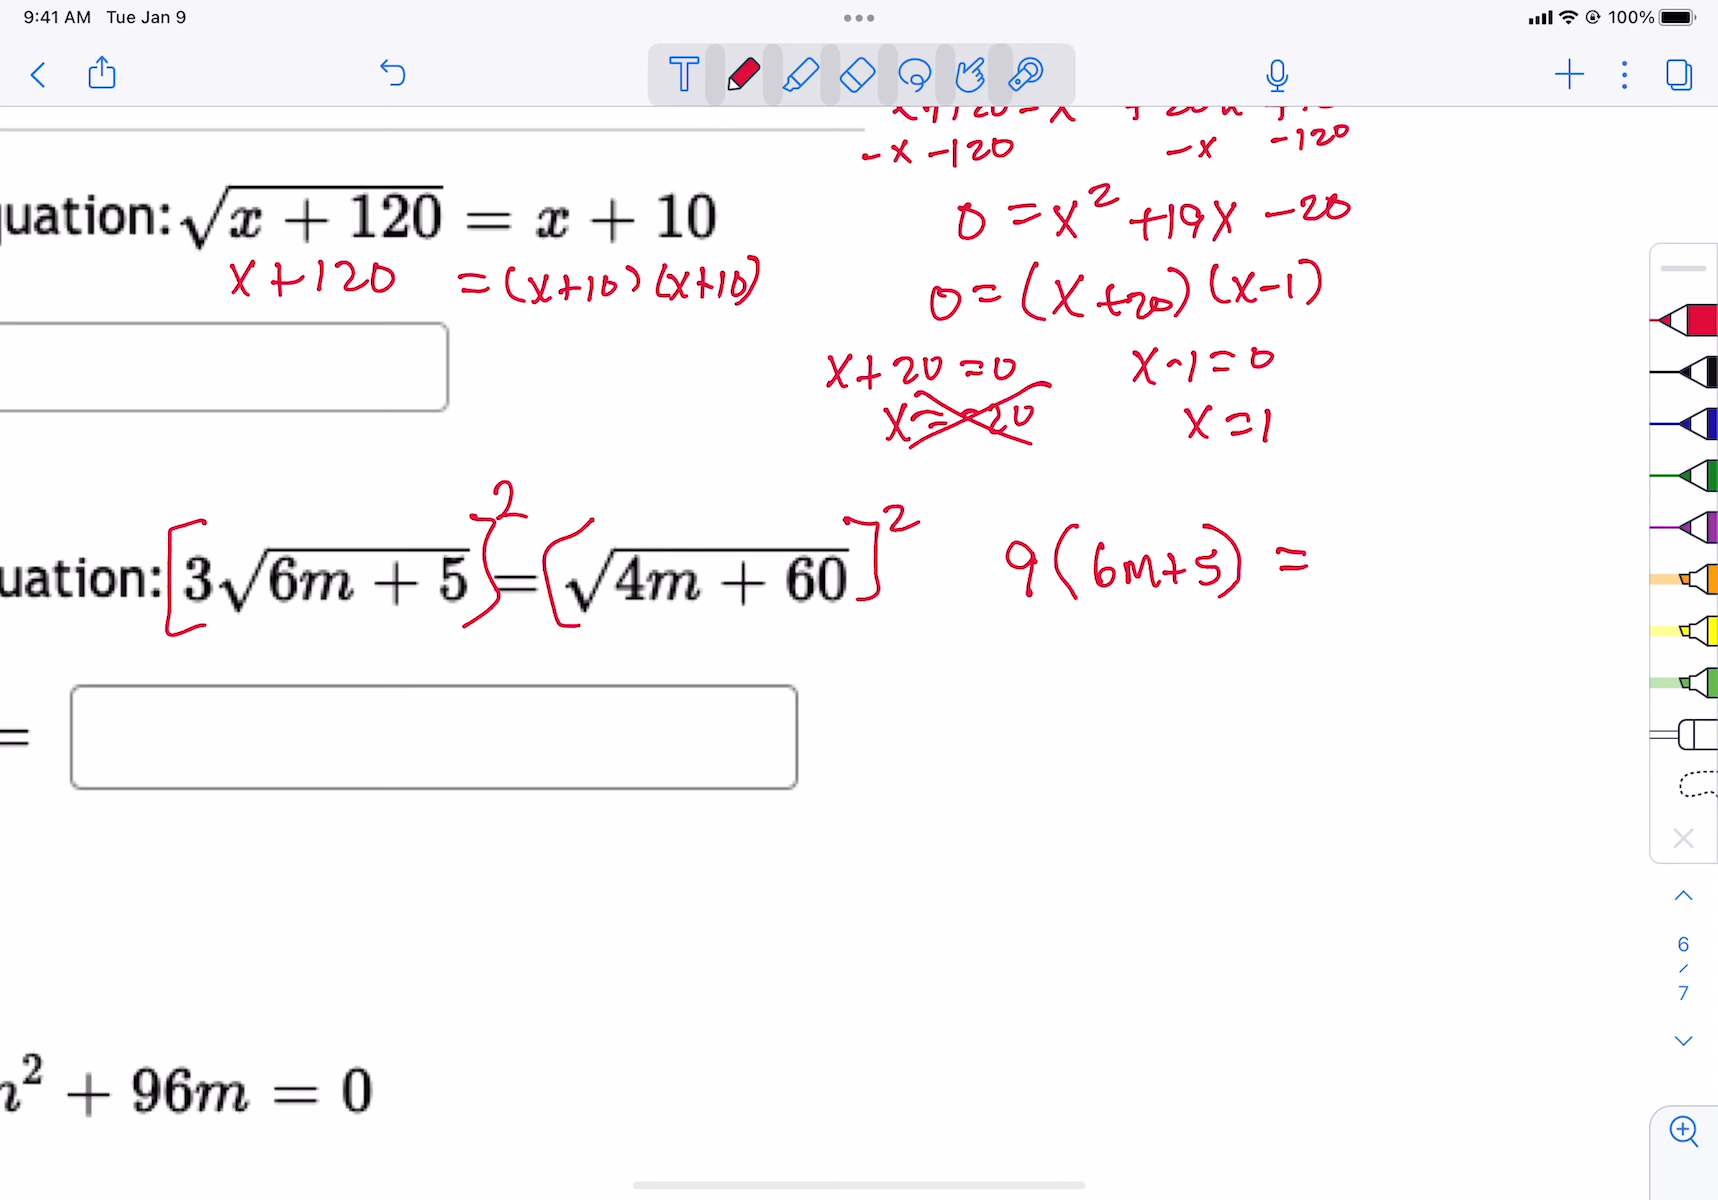 9:41 AM Tue Jan 9
100%
T
-x -120 -x -120
0 = x² +19x -20
uation: √x + 120 = x + 10
x+120 = (x+10)(x+10)
0 = (x+20)(x-1)
x+20=0 x-1=0
x=-20 x=1
uation: [3√6m + 5]² = [√4m + 60]² 9(6m+5) =
=
² + 96m = 0
6
/
7